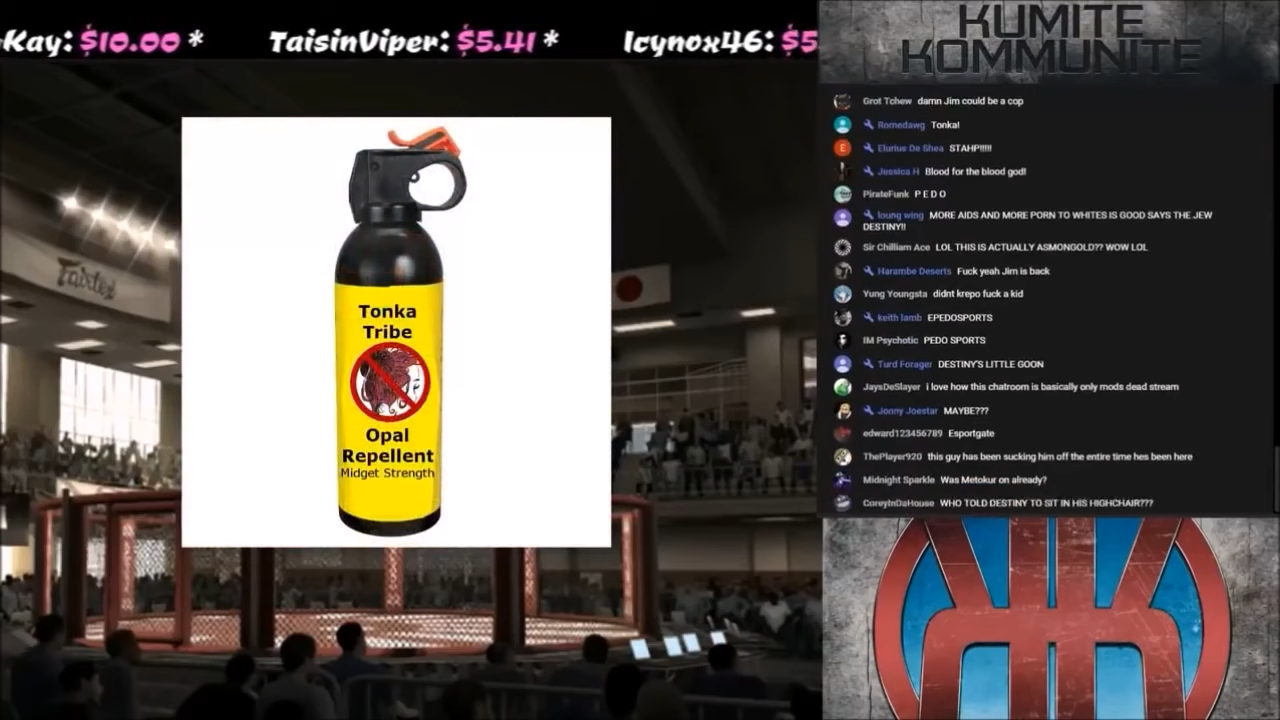 Kay: $10.00 *
TaisinViper: $5.41 *
Icynox46: $5
KUMITE
KOMMUNITE
Fairtex
Tonka
Tribe
Opal
Repellent
Midget Strength
Grot Tchew damn Jim could be a cop
Romedawg Tonka!
Elurius De Shea STAHP!!!!!
Jessica H Blood for the blood god!
PirateFunk P E D O
loung wing MORE AIDS AND MORE PORN TO WHITES IS GOOD SAYS THE JEW
DESTINY!!
Sir Chilliam Ace LOL THIS IS ACTUALLY ASMONGOLD?? WOW LOL
Harambe Deserts Fuck yeah Jim is back
Yung Youngsta didnt krepo fuck a kid
keith lamb EPEDOSPORTS
IM Psychotic PEDO SPORTS
Turd Forager DESTINY'S LITTLE GOON
JaysDeSlayer i love how this chatroom is basically only mods dead stream
Jonny Joestar MAYBE???
edward123456789 Esportgate
ThePlayer920 this guy has been sucking him off the entire time hes been here
Midnight Sparkle Was Metokur on already?
CoreyInDaHouse WHO TOLD DESTINY TO SIT IN HIS HIGHCHAIR???
E